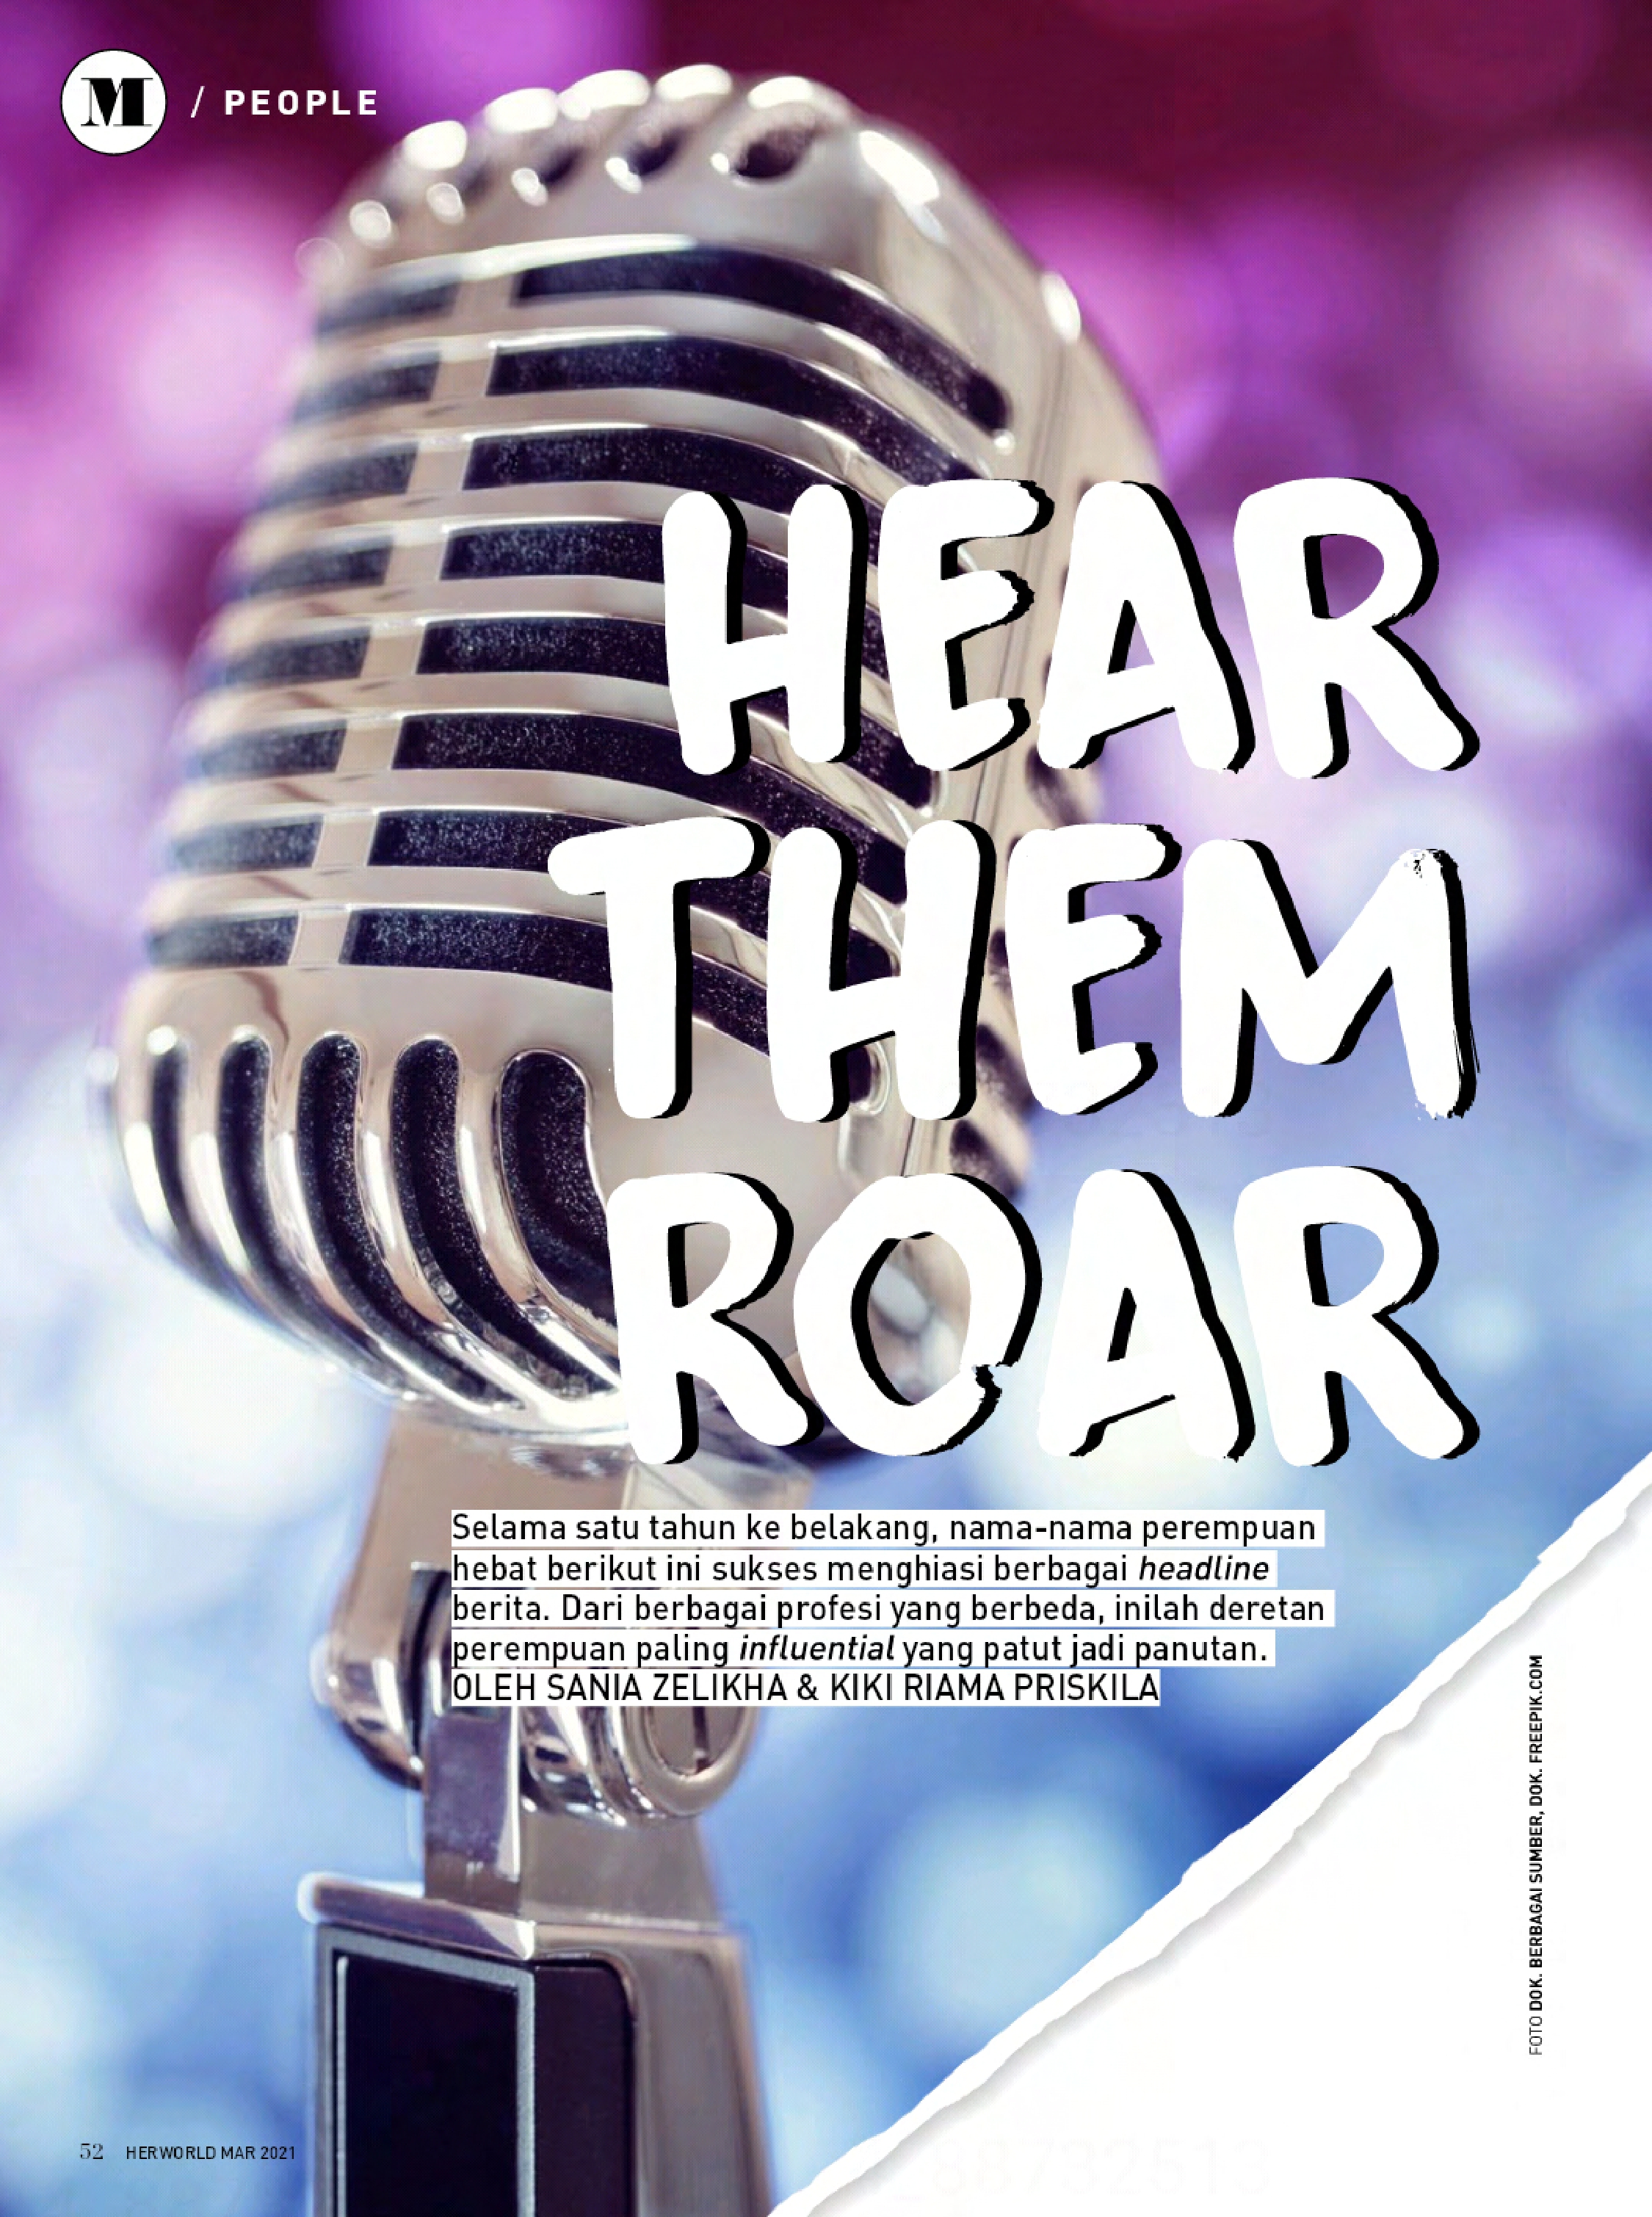 M / PEOPLE
HEAR
THEM
ROAR
Selama satu tahun ke belakang, nama-nama perempuan
hebat berikut ini sukses menghiasi berbagai headline
berita. Dari berbagai profesi yang berbeda, inilah deretan
perempuan paling influential yang patut jadi panutan.
OLEH SANIA ZELIKHA & KIKI RIAMA PRISKILA
FOTO DOK. BERBAGAI SUMBER, DOK. FREEPIK.COM
52 HERWORLD MAR 2021